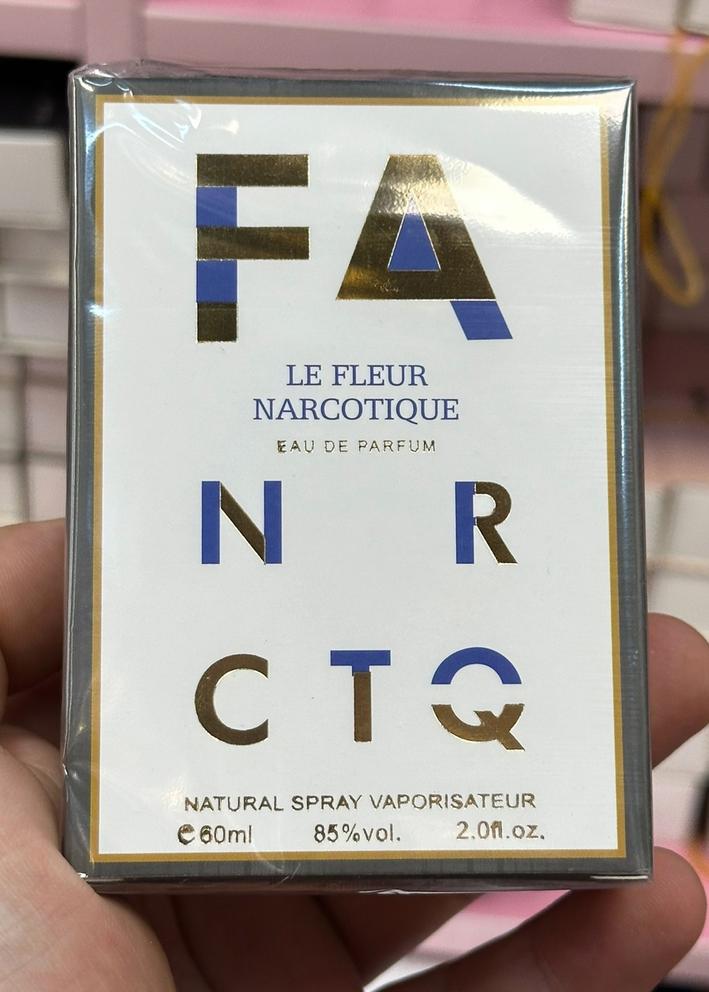 FA
LE FLEUR
NARCOTIQUE
EAU DE PARFUM
N R
C T Q
NATURAL SPRAY VAPORISATEUR
e 60ml 85%vol. 2.0fl.oz.